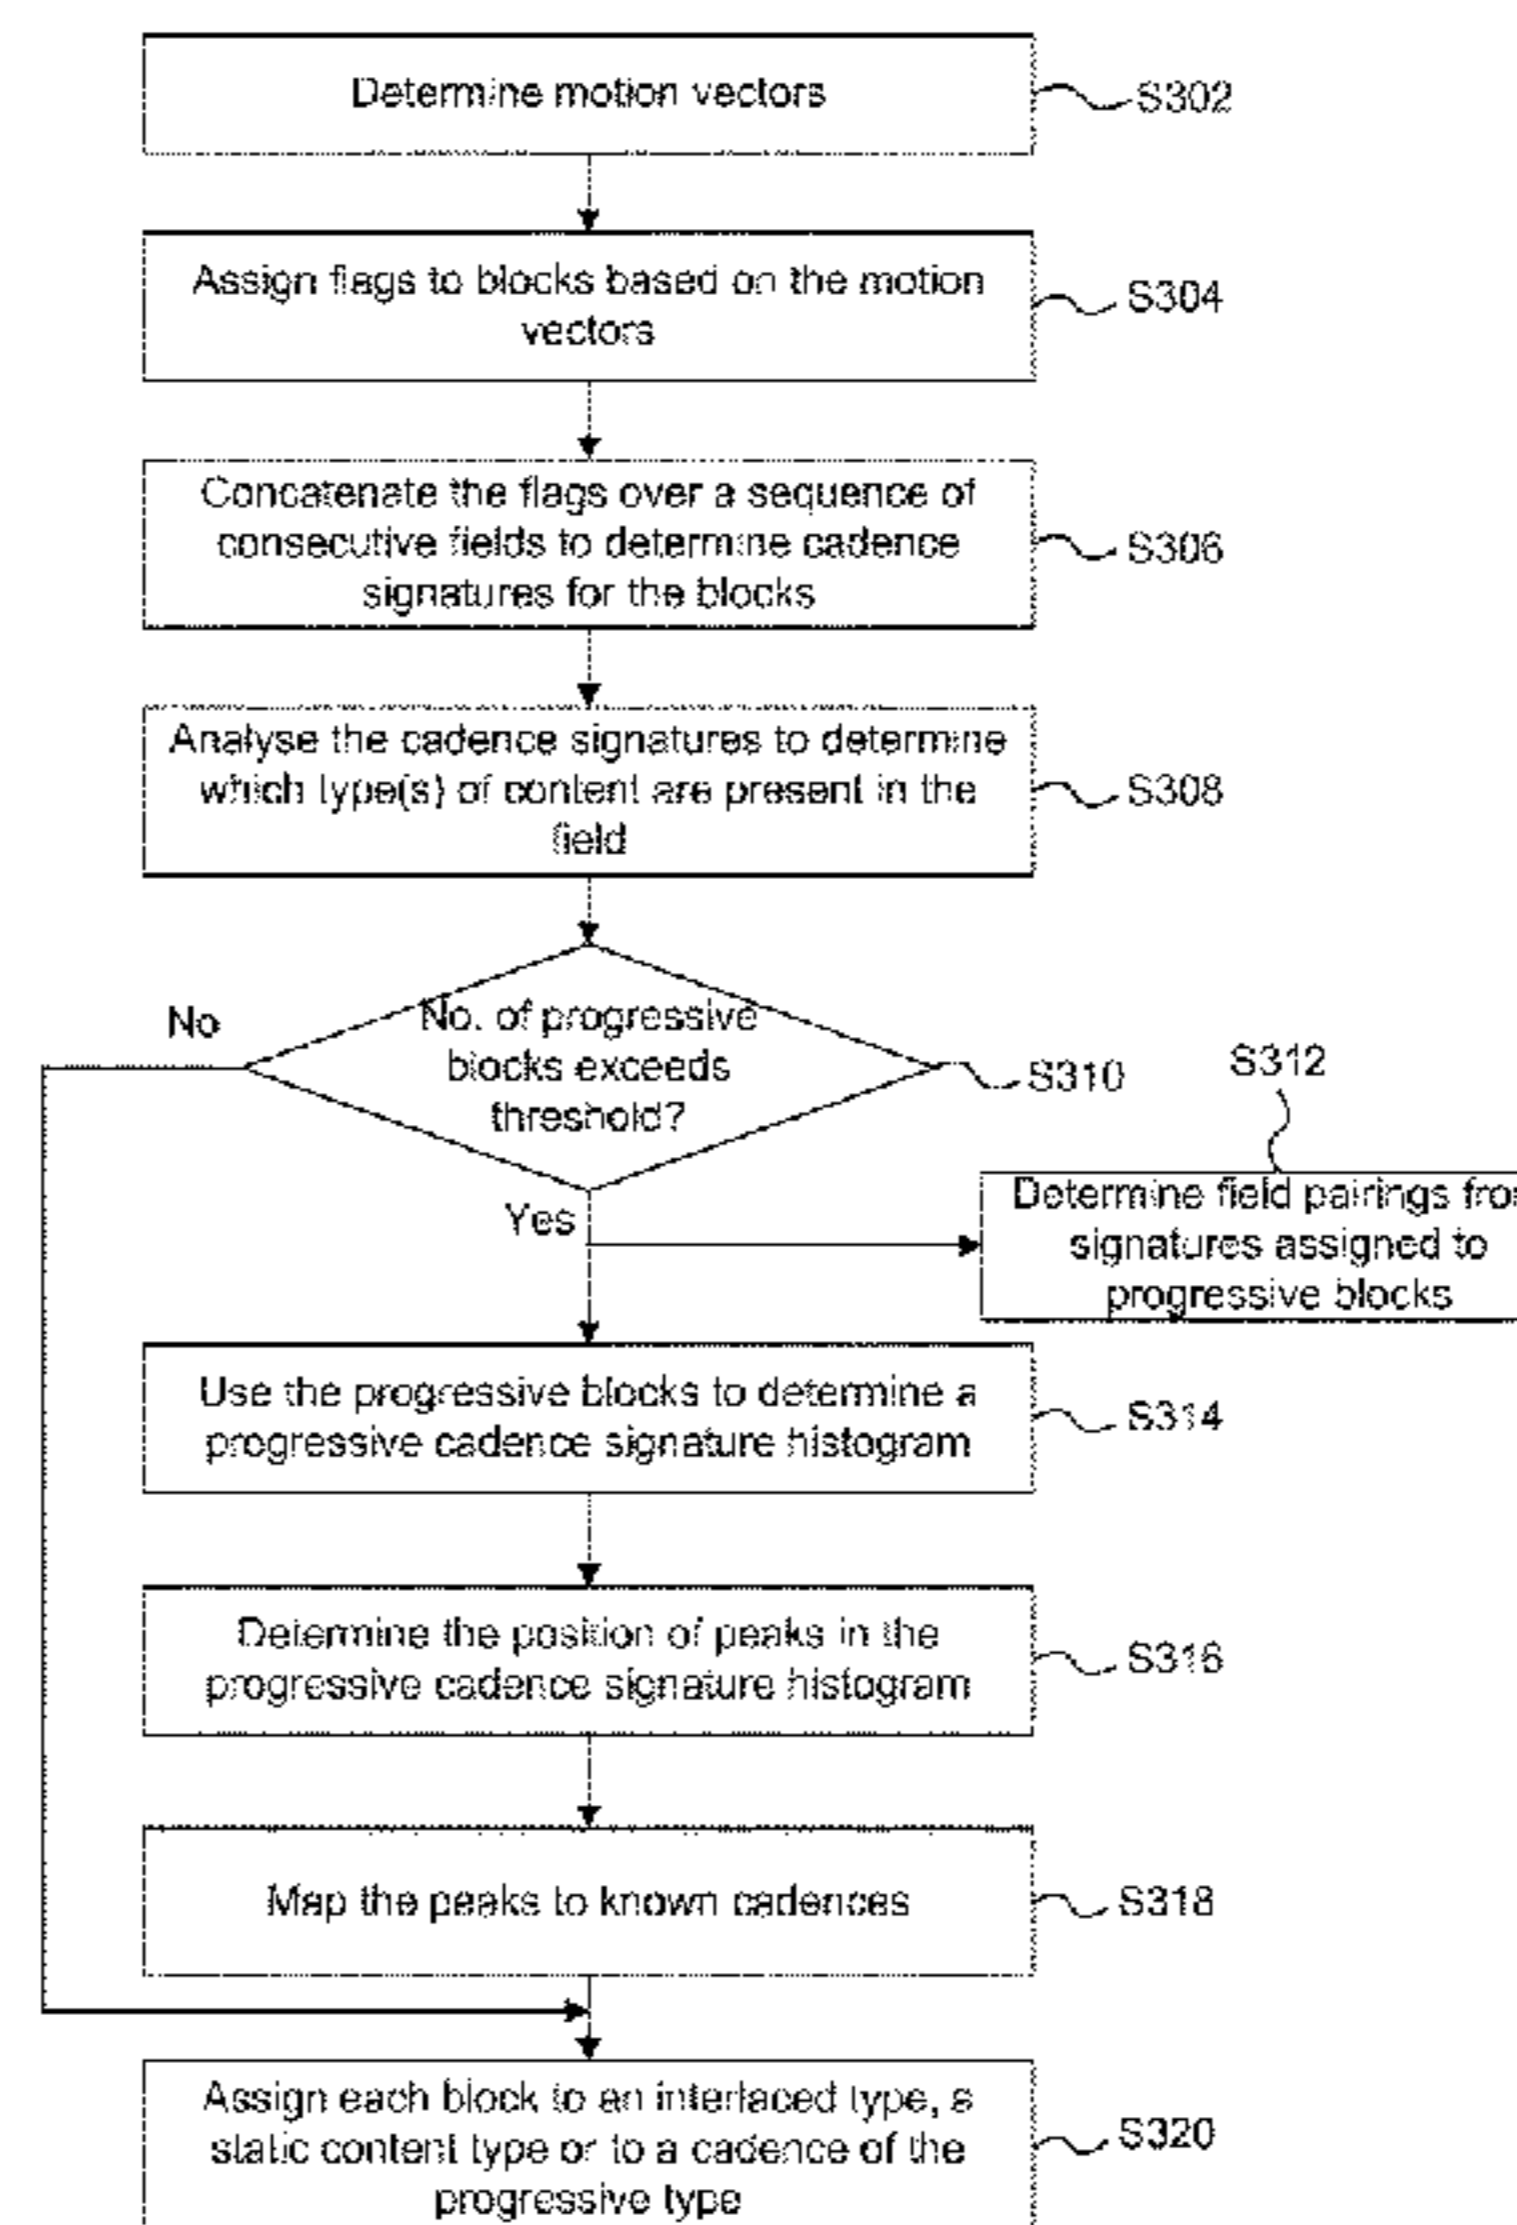 Determine motion vectors
S302
Assign flags to blocks based on the motion
vectors
S304
Concatenate the flags over a sequence of
consecutive fields to determine cadence
signatures for the blocks
S306
Analyse the cadence signatures to determine
which type(s) of content are present in the
field
S308
No
No. of progressive
blocks exceeds
threshold?
S310
S312
Yes
Determine field pairings
signatures assigned to
progressive blocks
Use the progressive blocks to determine a
progressive cadence signature histogram
S314
Determine the position of peaks in the
progressive cadence signature histogram
S316
Map the peaks to known cadences
S318
Assign each block to an interlaced type, a
static content type or to a cadence of the
progressive type
S320